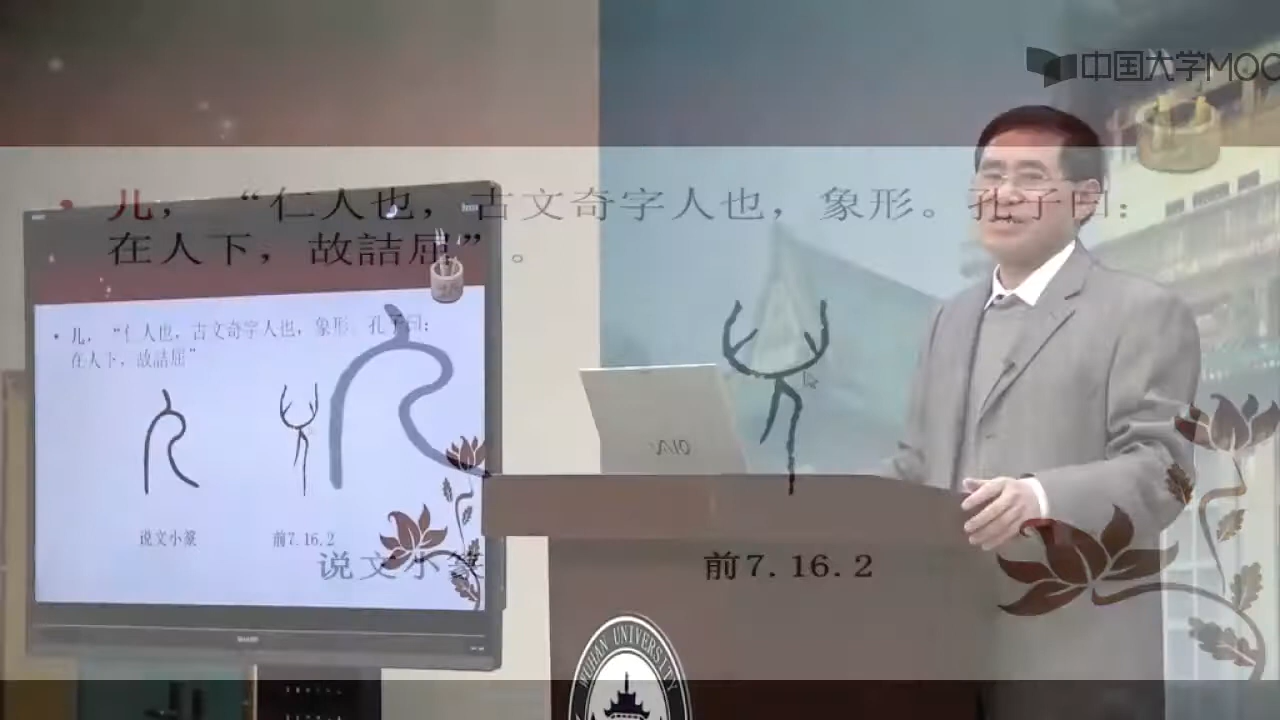 中国大学MOO
儿，“仁人也，古文奇字人也，象形。孔子曰：
在人下，故詰屈”。
说文小篆
前7.16.2
儿，“仁人也，古文奇字人也，象形。孔子曰：
在人下，故詰屈”
说文小篆
前7.16.2
VAIO
WUHAN UNIVERSITY